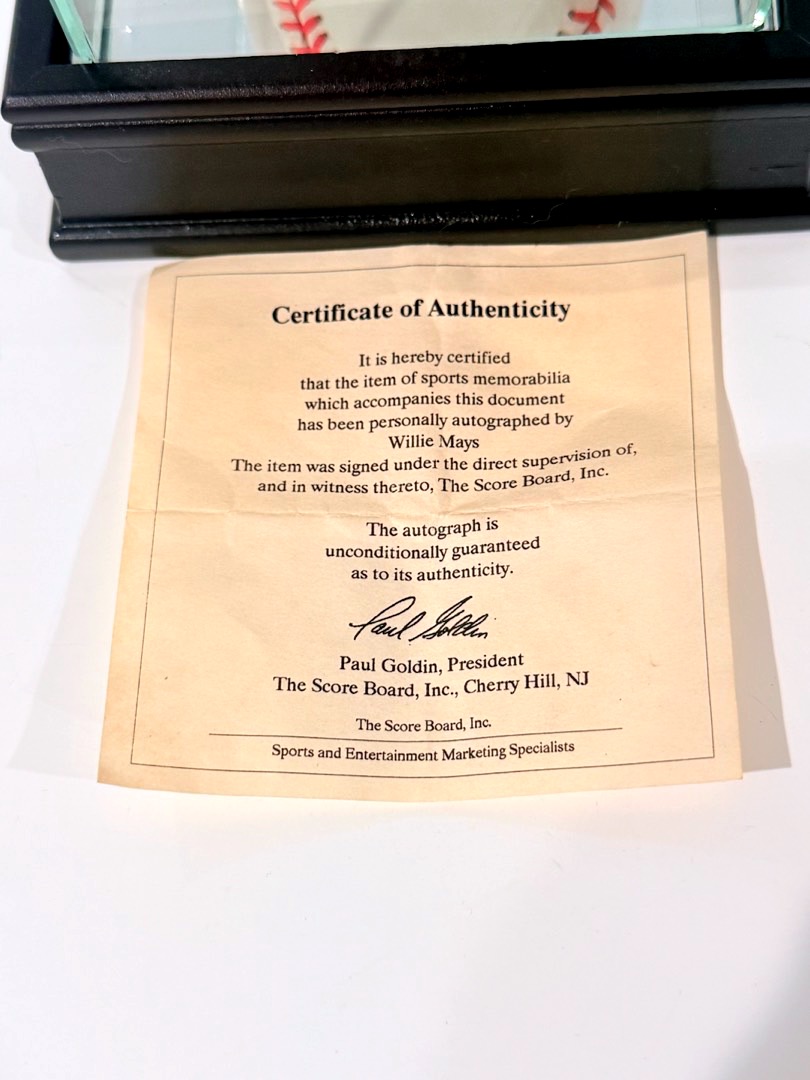 Certificate of Authenticity
It is hereby certified
that the item of sports memorabilia
which accompanies this document
has been personally autographed by
Willie Mays
The item was signed under the direct supervision of,
and in witness thereto, The Score Board, Inc.
The autograph is
unconditionally guaranteed
as to its authenticity.
Paul Goldin
Paul Goldin, President
The Score Board, Inc., Cherry Hill, NJ
The Score Board, Inc.
Sports and Entertainment Marketing Specialists